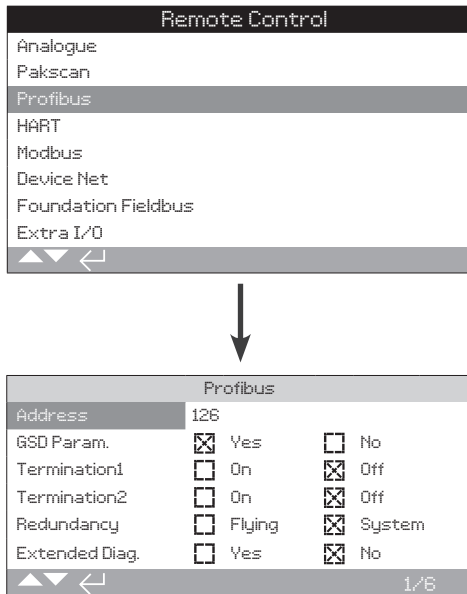 Remote Control
Analogue
Pakscan
Profibus
HART
Modbus
Device Net
Foundation Fieldbus
Extra I/O
Profibus
Address 126
GSD Param. Yes No
Termination1 On Off
Termination2 On Off
Redundancy Flying System
Extended Diag. Yes No
1/6